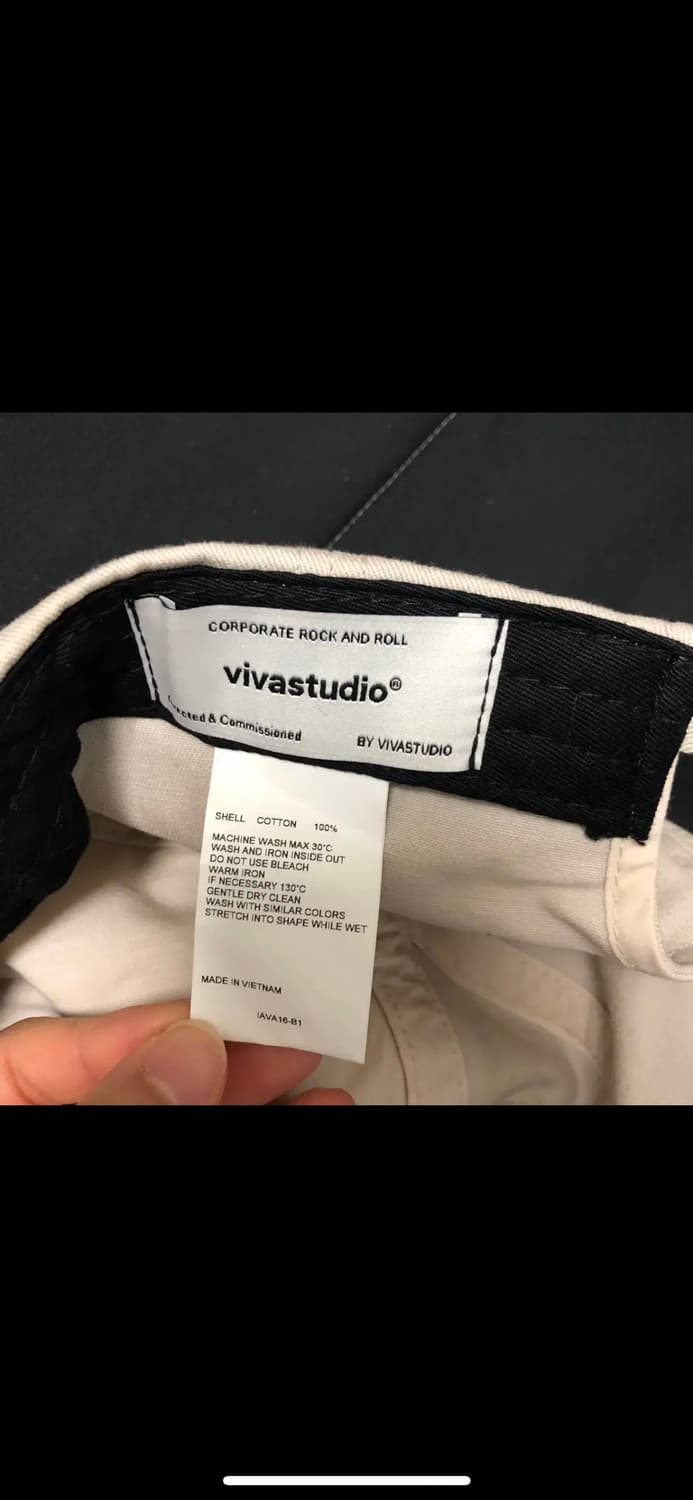 CORPORATE ROCK AND ROLL
vivastudio®
& Commissioned
BY VIVASTUDIO
SHELL COTTON 100%
MACHINE WASH MAX 30°C
WASH AND IRON INSIDE OUT
DO NOT USE BLEACH
WARM IRON
IF NECESSARY 130°C
GENTLE DRY CLEAN
WASH WITH SIMILAR COLORS
STRETCH INTO SHAPE WHILE WET
MADE IN VIETNAM
IAVA16-B1